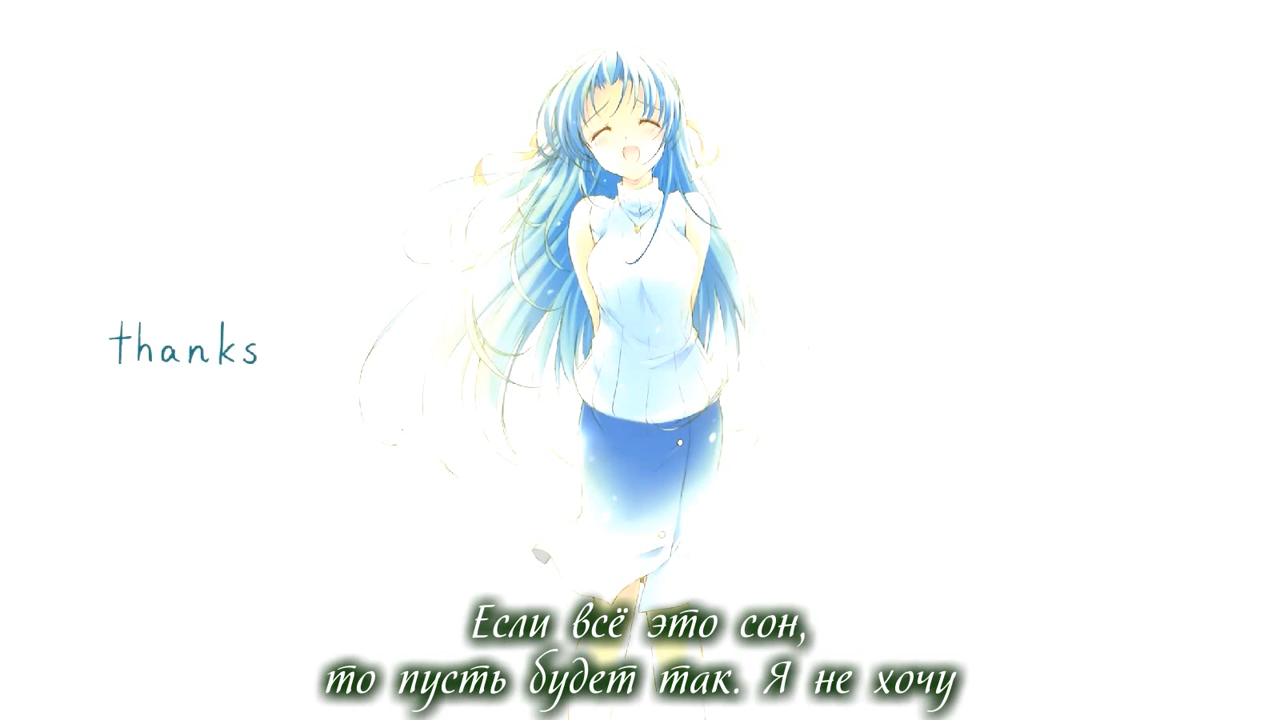 thanks
Если всё это сон,
то пусть будет так. Я не хочу